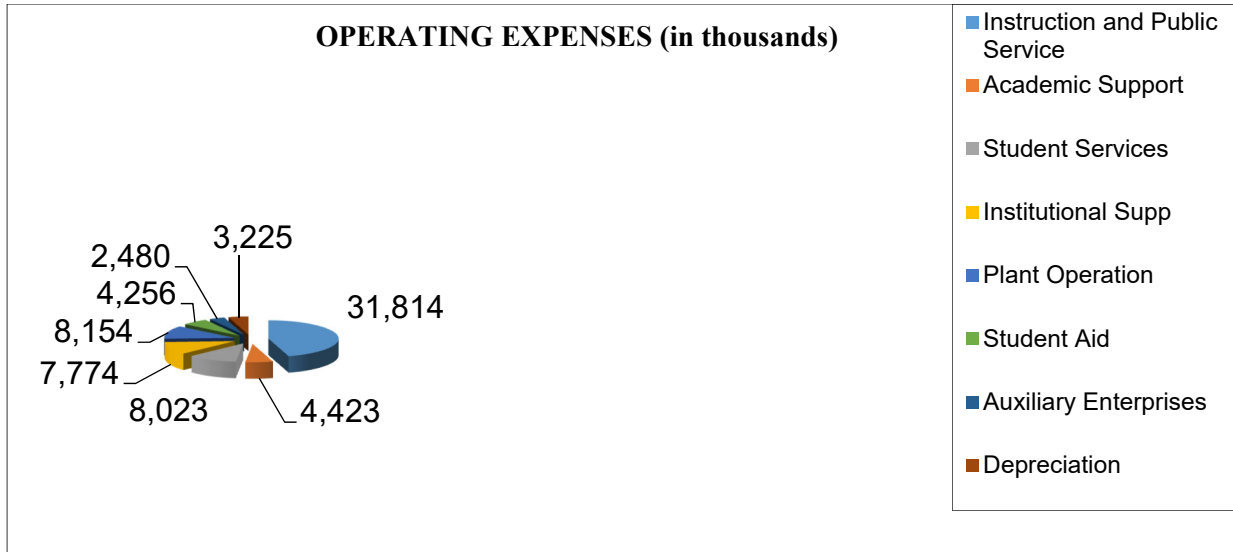 OPERATING EXPENSES (in thousands)
3,225
2,480
4,256
31,814
8,154
7,774
8,023
4,423
Instruction and Public
Service
Academic Support
Student Services
Institutional Supp
Plant Operation
Student Aid
Auxiliary Enterprises
Depreciation